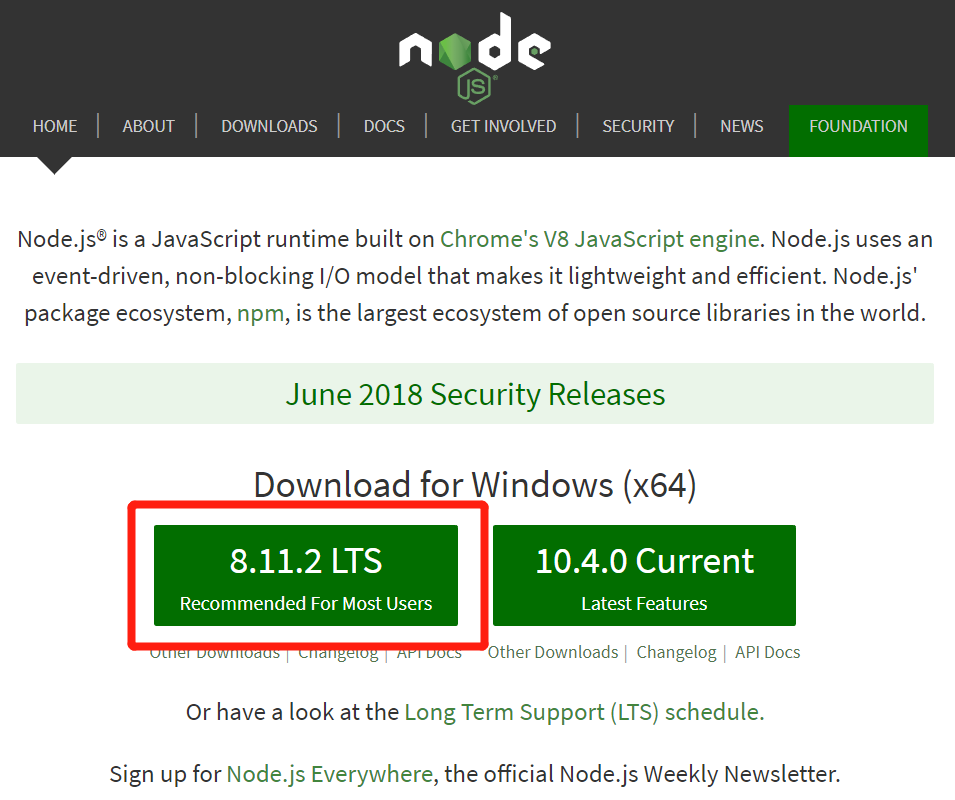 node
JS
HOME | ABOUT | DOWNLOADS | DOCS | GET INVOLVED | SECURITY | NEWS FOUNDATION
Node.js® is a JavaScript runtime built on Chrome's V8 JavaScript engine. Node.js uses an
event-driven, non-blocking I/O model that makes it lightweight and efficient. Node.js'
package ecosystem, npm, is the largest ecosystem of open source libraries in the world.
June 2018 Security Releases
Download for Windows (x64)
8.11.2 LTS
Recommended For Most Users
10.4.0 Current
Latest Features
Other Downloads | Changelog | API Docs
Other Downloads | Changelog | API Docs
Or have a look at the Long Term Support (LTS) schedule.
Sign up for Node.js Everywhere, the official Node.js Weekly Newsletter.